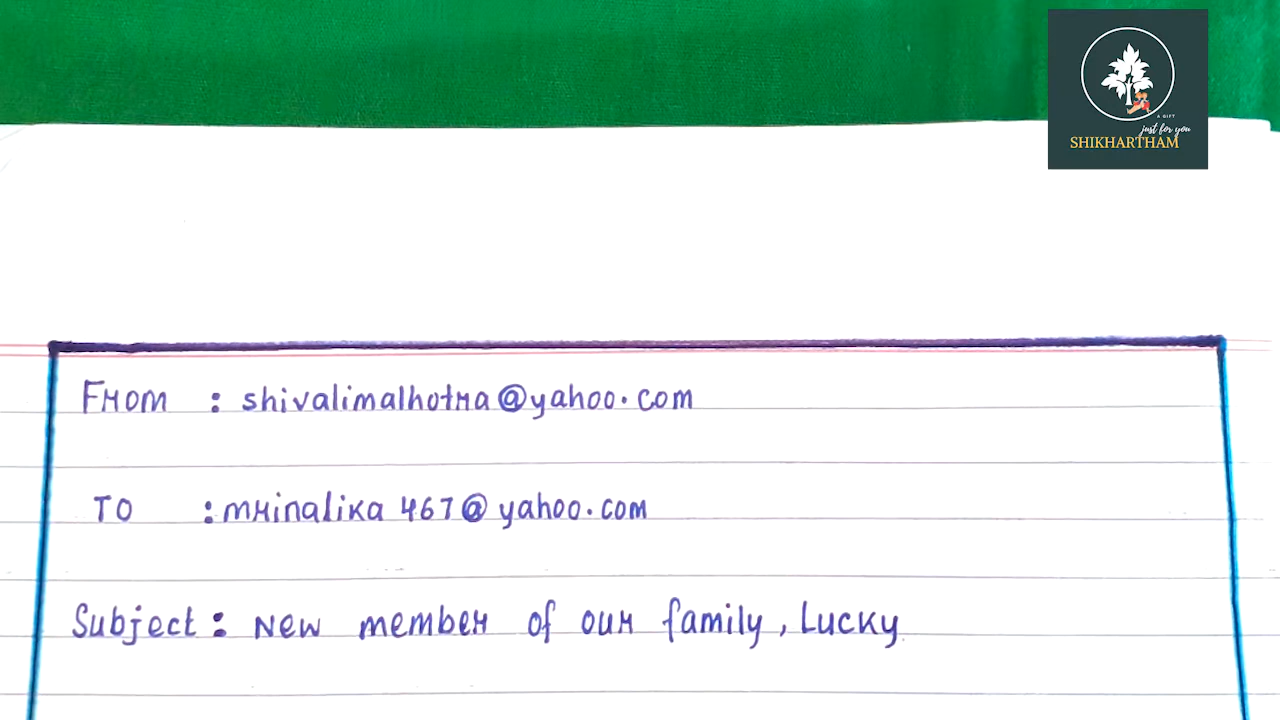 A GIFT
just for you
SHIKHARTHAM
From : shivalimalhotra@yahoo.com
To : mrinalika 467@yahoo.com
Subject : New member of our family, Lucky